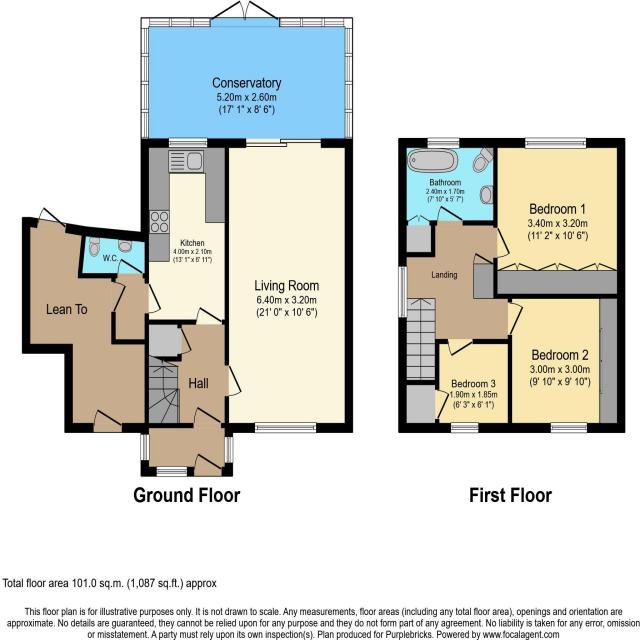 Conservatory
5.20m x 2.60m
(17' 1" x 8' 6")
Kitchen
4.00m x 2.10m
(13' 1" x 6' 11")
W.C.
Lean To
Living Room
6.40m x 3.20m
(21' 0" x 10' 6")
Hall
Ground Floor
Bathroom
2.40m x 1.70m
(7' 10" x 5' 7")
Bedroom 1
3.40m x 3.20m
(11' 2" x 10' 6")
Landing
Bedroom 2
3.00m x 3.00m
(9' 10" x 9' 10")
Bedroom 3
1.90m x 1.85m
(6' 3" x 6' 1")
First Floor
Total floor area 101.0 sq.m. (1,087 sq.ft.) approx
This floor plan is for illustrative purposes only. It is not drawn to scale. Any measurements, floor areas (including any total floor area), openings and orientation are
approximate. No details are guaranteed, they cannot be relied upon for any purpose and they do not form part of any agreement. No liability is taken for any error, omission
or misstatement. A party must rely upon its own inspection(s). Plan produced for Purplebricks. Powered by www.focalagent.com